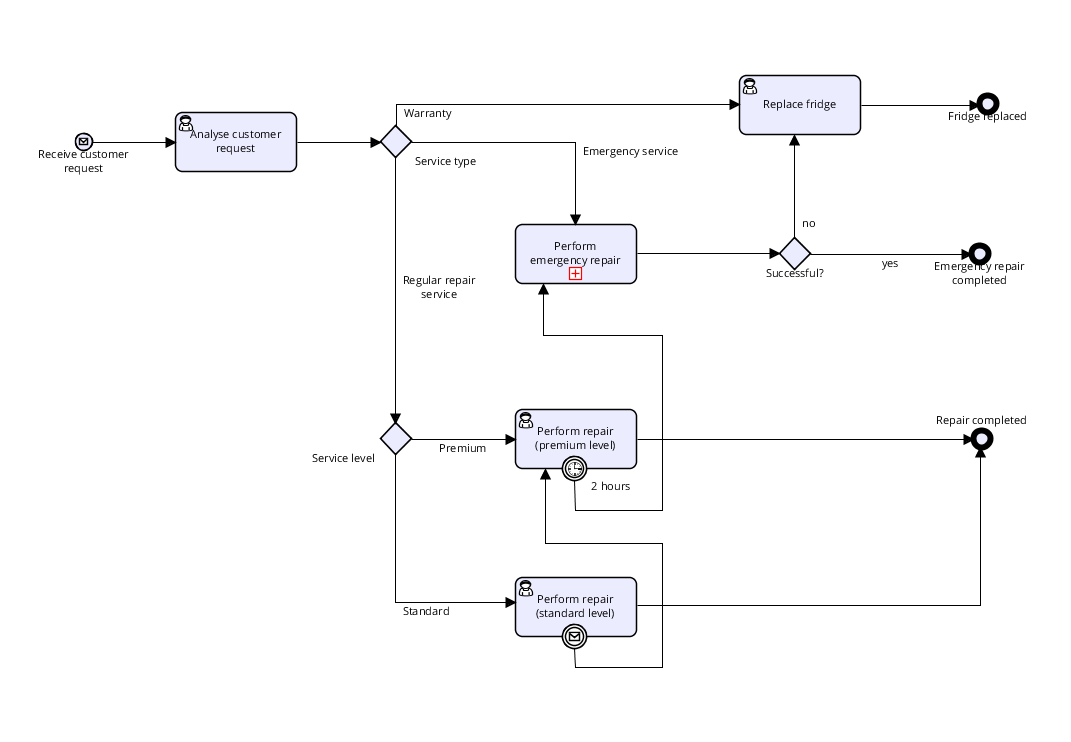 Replace fridge
Fridge replaced
Warranty
Analyse customer
request
Receive customer
request
Service type
Emergency service
no
Perform
emergency repair
Successful?
yes
Emergency repair
completed
Regular repair
service
Repair completed
Perform repair
(premium level)
Premium
Service level
2 hours
Perform repair
(standard level)
Standard